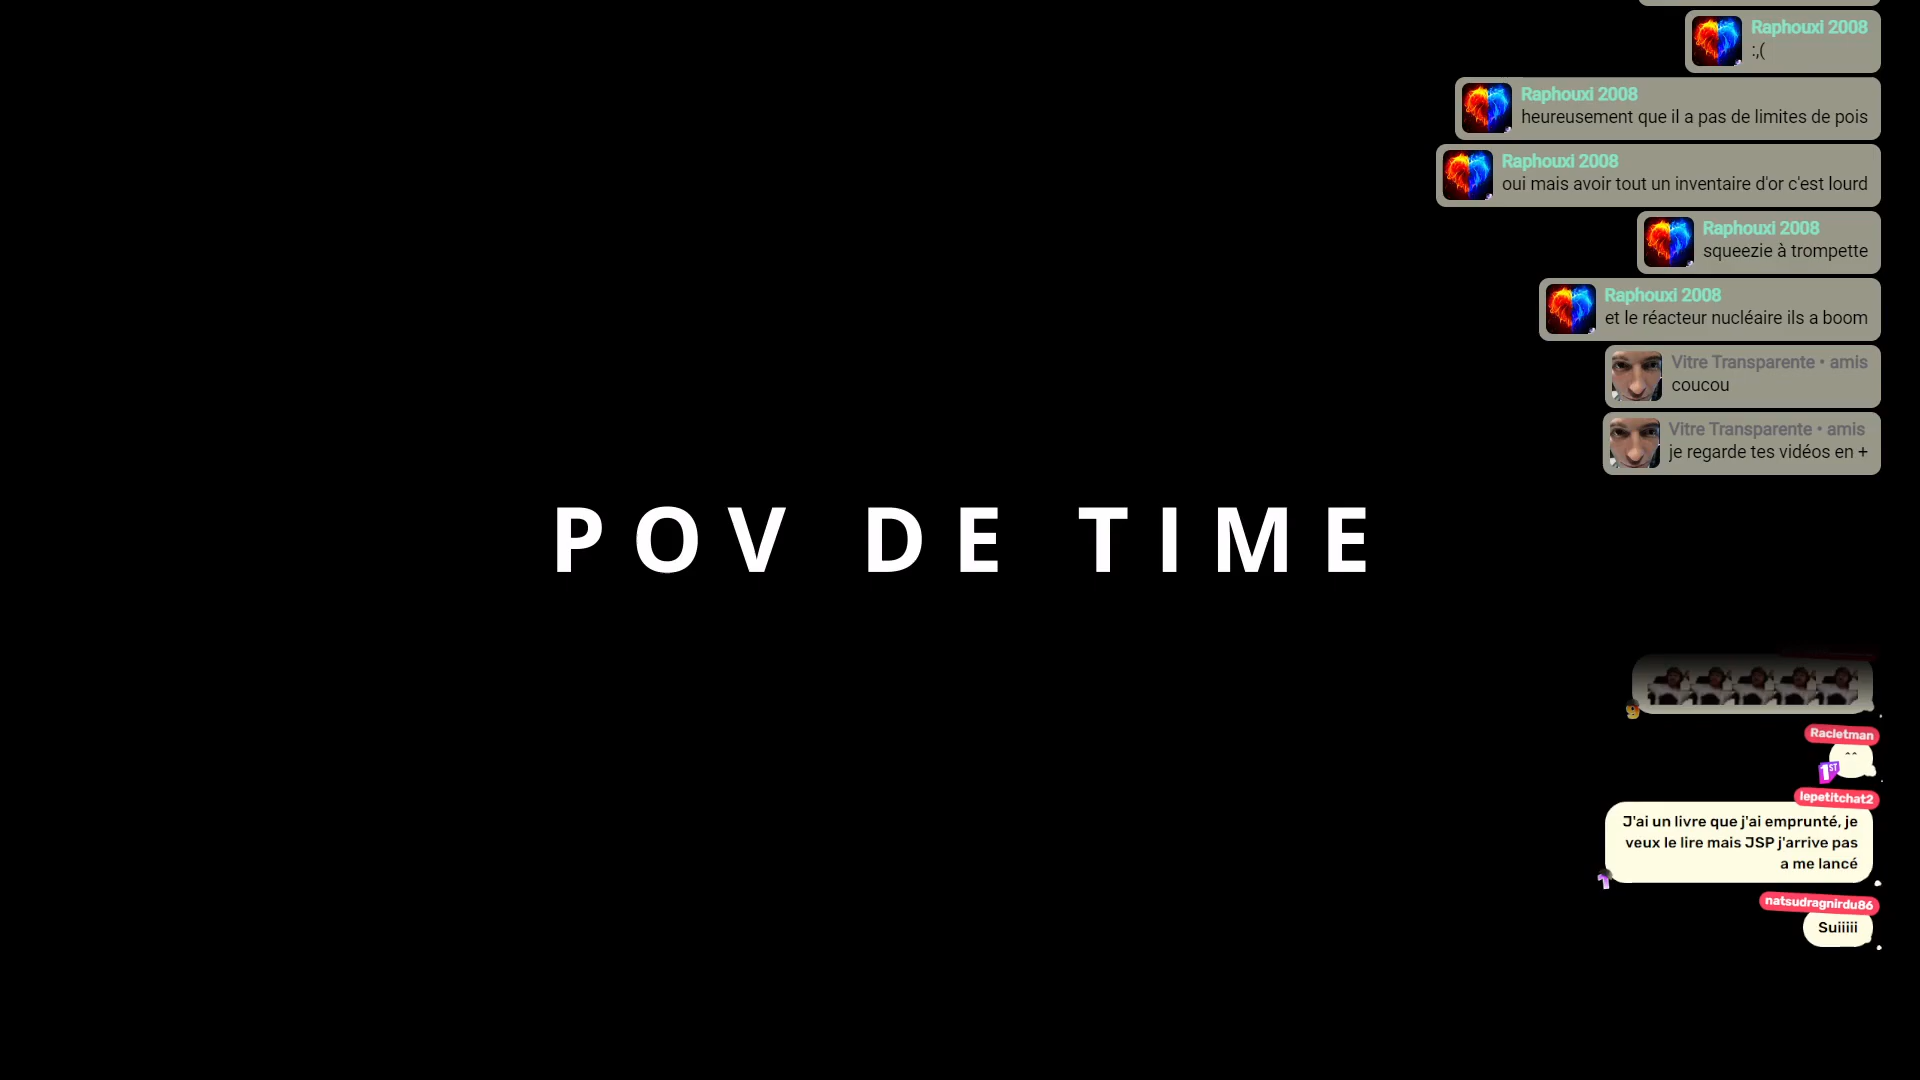 Raphouxi 2008
:,(
Raphouxi 2008
heureusement que il a pas de limites de pois
Raphouxi 2008
oui mais avoir tout un inventaire d'or c'est lourd
Raphouxi 2008
squeezie à trompette
Raphouxi 2008
et le réacteur nucléaire ils a boom
Vitre Transparente • amis
coucou
Vitre Transparente • amis
je regarde tes vidéos en +
POV DE TIME
Racletman
^^
1ST
lepetitchat2
J'ai un livre que j'ai emprunté, je
veux le lire mais JSP j'arrive pas
a me lancé
natsudragnirdu86
Suiiiii